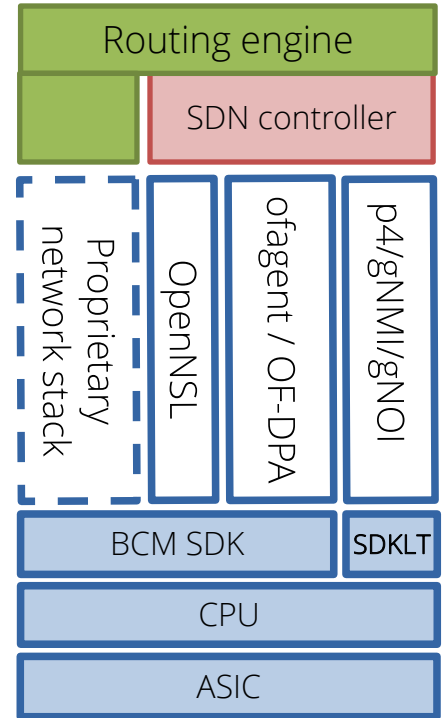 Routing engine
SDN controller
Proprietary
network stack
OpenNSL
ofagent / OF-DPA
p4/gNMI/gNOI
BCM SDK
SDKLT
CPU
ASIC